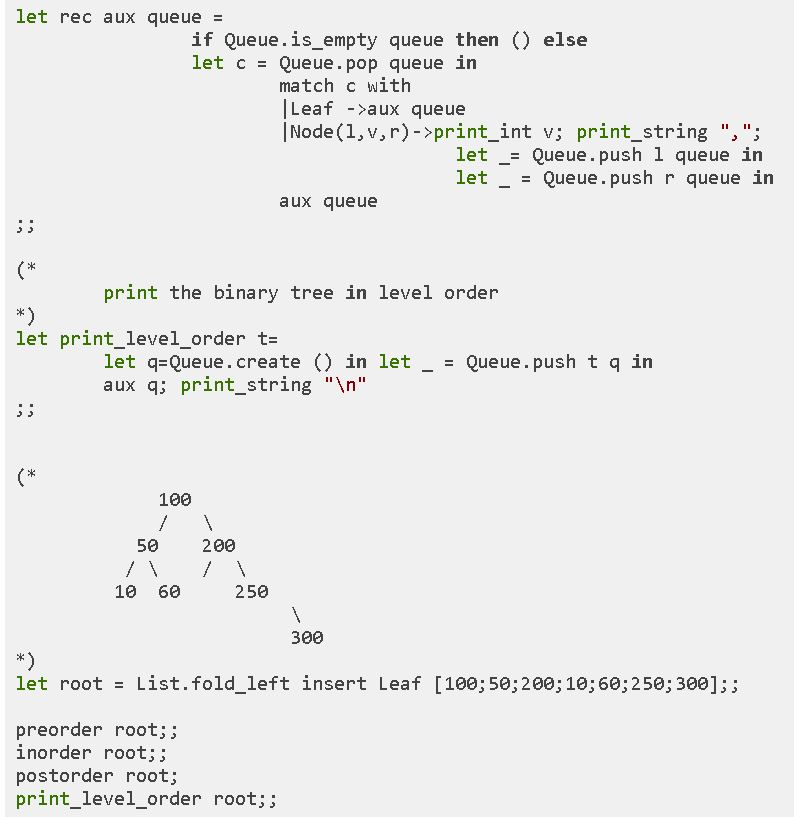 let rec aux queue =
                if Queue.is_empty queue then () else
                let c = Queue.pop queue in
                        match c with
                        |Leaf ->aux queue
                        |Node(l,v,r)->print_int v; print_string ",";
                                        let _= Queue.push l queue in
                                        let _ = Queue.push r queue in
                        aux queue
;;

(*
        print the binary tree in level order
*)
let print_level_order t=
        let q=Queue.create () in let _ = Queue.push t q in
        aux q; print_string "\n"
;;


(*
             100
             /   \
           50    200
          / \    /  \
         10  60     250
                         \
                         300
*)
let root = List.fold_left insert Leaf [100;50;200;10;60;250;300];;

preorder root;;
inorder root;;
postorder root;
print_level_order root;;